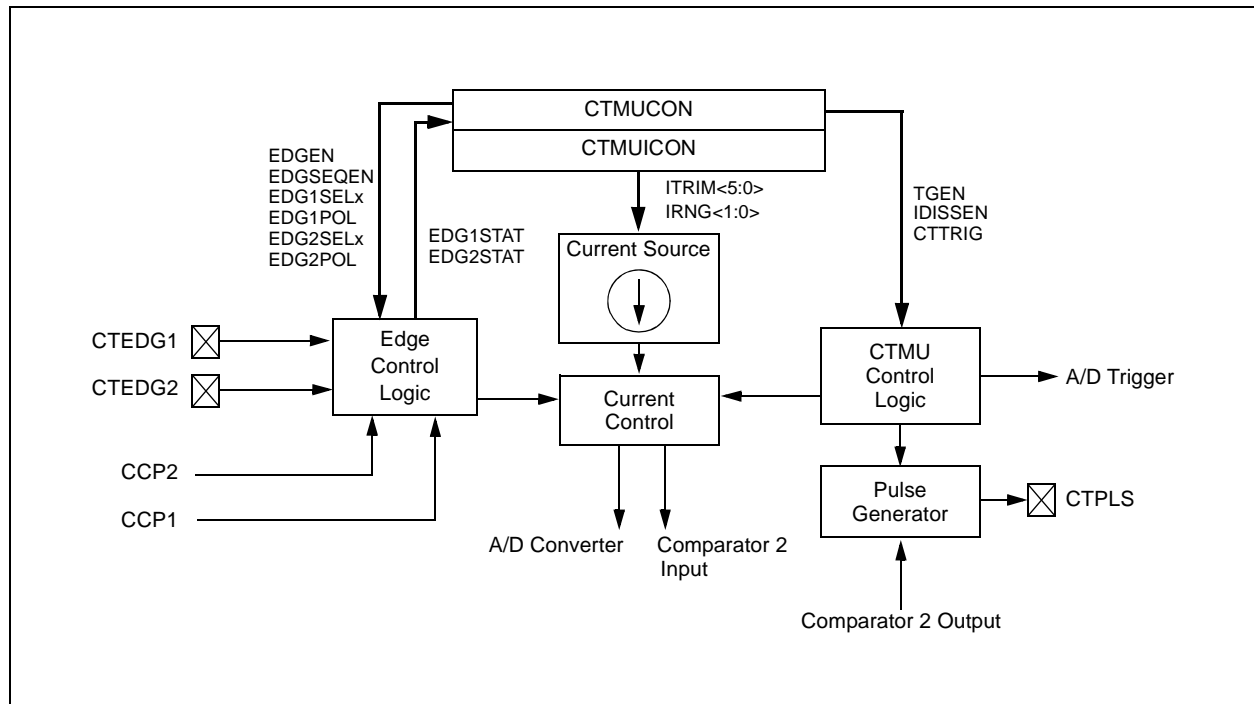 CTMUCON
CTMUICON
EDGEN
EDGSEQEN
EDG1SELx
EDG1POL
EDG2SELx
EDG2POL
EDG1STAT
EDG2STAT
ITRIM<5:0>
IRNG<1:0>
TGEN
IDISSEN
CTTRIG
Current Source
CTEDG1
CTEDG2
Edge
Control
Logic
Current
Control
CTMU
Control
Logic
A/D Trigger
CCP2
CCP1
Pulse
Generator
CTPLS
A/D Converter
Comparator 2
Input
Comparator 2 Output